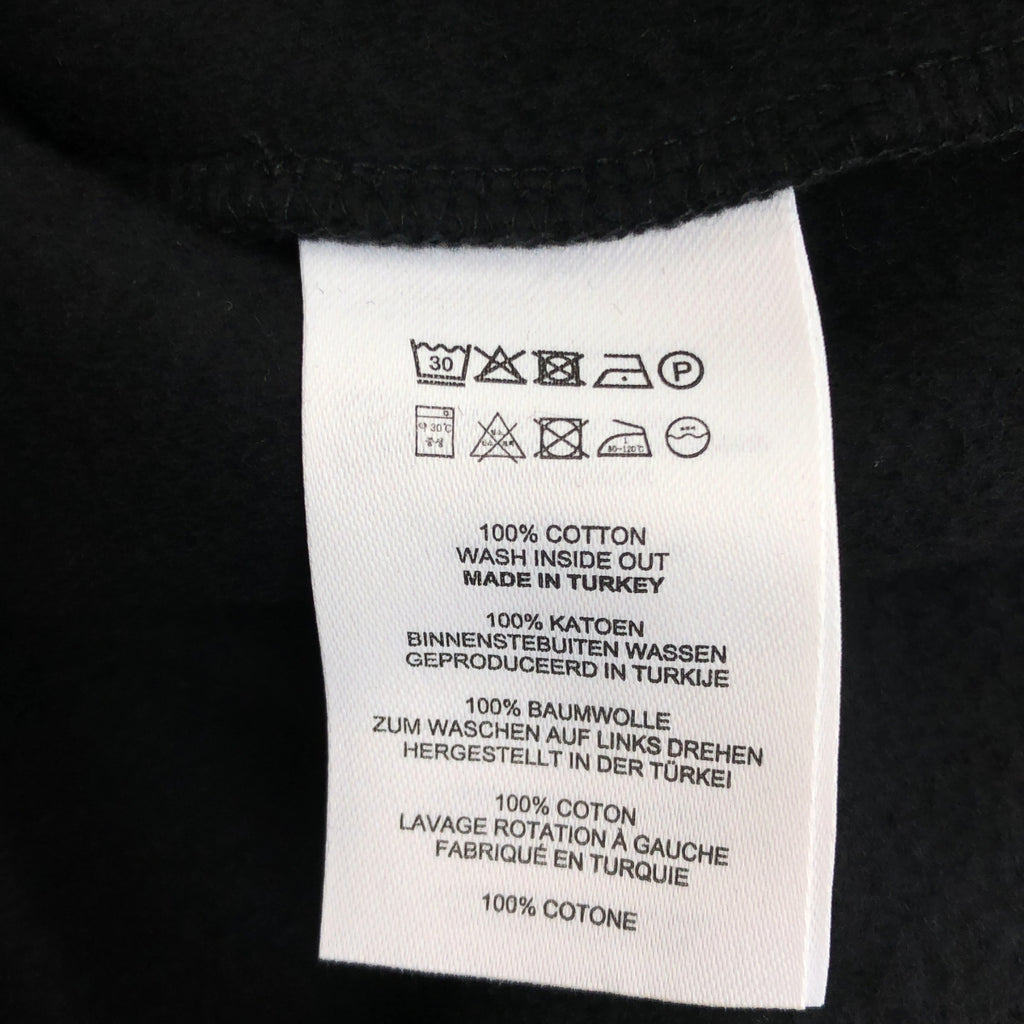 30 P
30°C 80-120°C
100% COTTON
WASH INSIDE OUT
MADE IN TURKEY
100% KATOEN
BINNENSTEBUITEN WASSEN
GEPRODUCEERD IN TURKIJE
100% BAUMWOLLE
ZUM WASCHEN AUF LINKS DREHEN
HERGESTELLT IN DER TÜRKEI
100% COTON
LAVAGE ROTATION À GAUCHE
FABRIQUÉ EN TURQUIE
100% COTONE